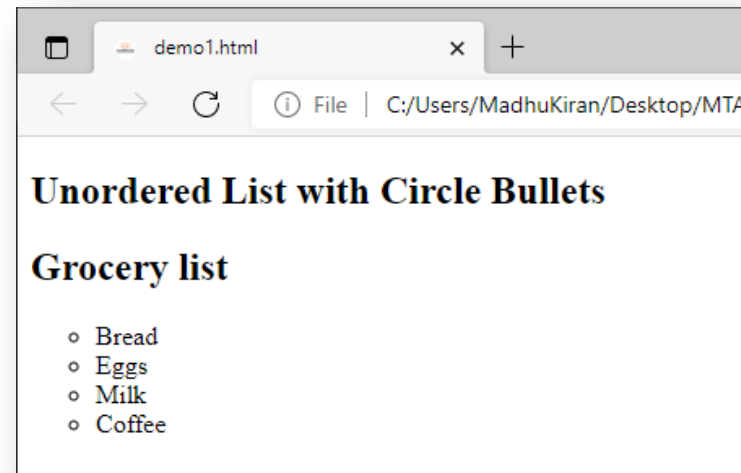 demo1.html
File C:/Users/MadhuKiran/Desktop/MTA
Unordered List with Circle Bullets
Grocery list
Bread
Eggs
Milk
Coffee